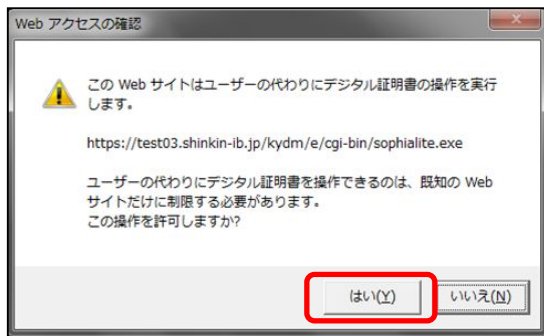 Web アクセスの確認
この Web サイトはユーザーの代わりにデジタル証明書の操作を実行
します。
https://test03.shinkin-ib.jp/kydm/e/cgi-bin/sophialite.exe
ユーザーの代わりにデジタル証明書を操作できるのは、既知の Web
サイトだけに制限する必要があります。
この操作を許可しますか?
はい(Y) いいえ(N)